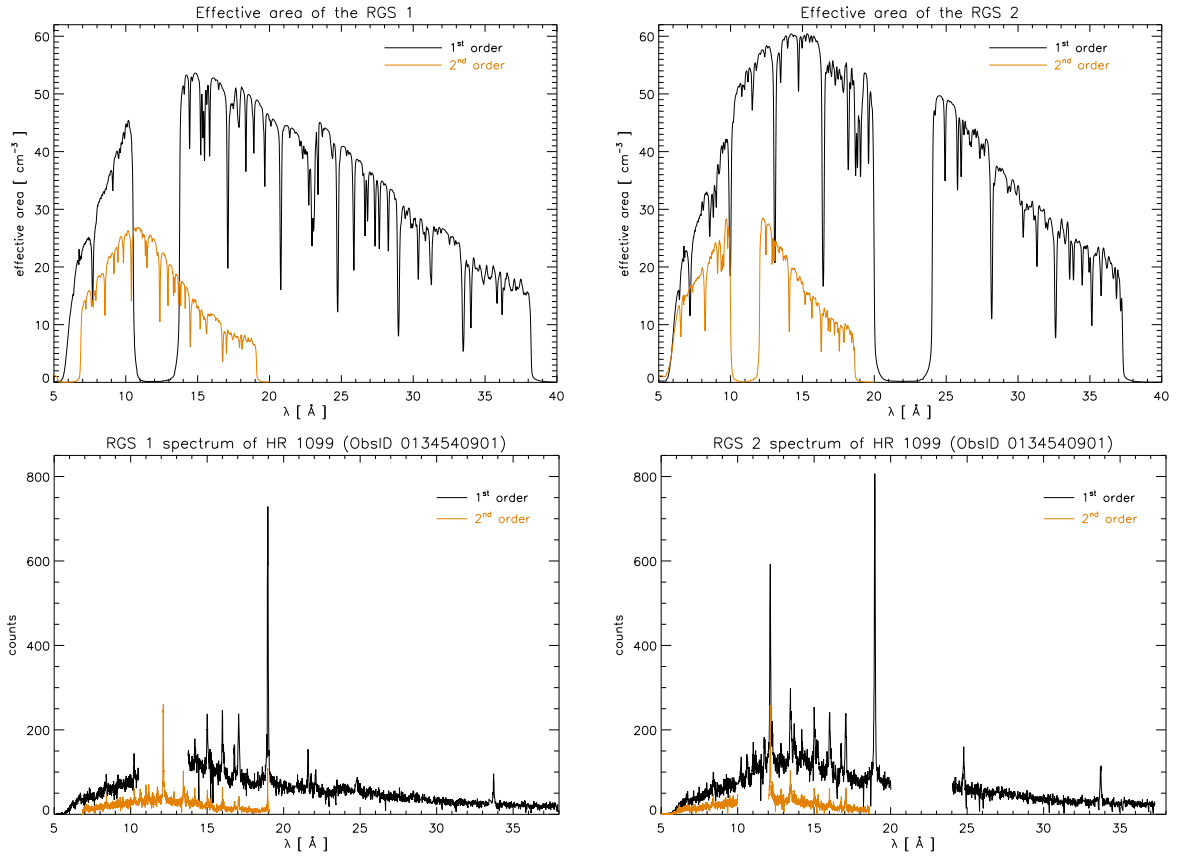 Effective area of the RGS 1
1st order
2nd order
effective area [ cm−3 ]
60
50
40
30
20
10
0
5 10 15 20 25 30 35 40
λ [ Å ]
Effective area of the RGS 2
1st order
2nd order
effective area [ cm−3 ]
60
50
40
30
20
10
0
5 10 15 20 25 30 35 40
λ [ Å ]
RGS 1 spectrum of HR 1099 (ObsID 0134540901)
1st order
2nd order
counts
800
600
400
200
0
5 10 15 20 25 30 35
λ [ Å ]
RGS 2 spectrum of HR 1099 (ObsID 0134540901)
1st order
2nd order
counts
800
600
400
200
0
5 10 15 20 25 30 35
λ [ Å ]